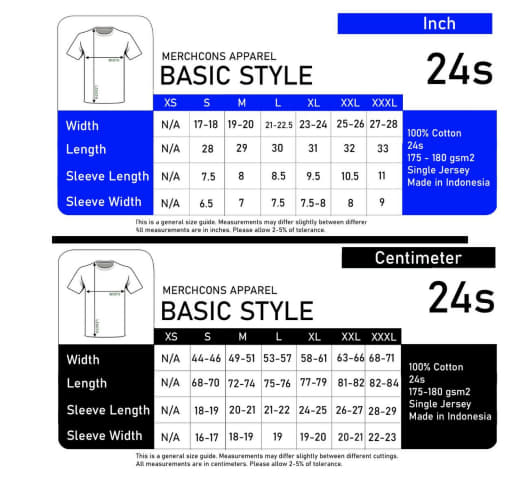 Inch
MERCHCONS APPAREL
BASIC STYLE
24s
XS S M L XL XXL XXXL
Width N/A 17-18 19-20 21-22.5 23-24 25-26 27-28
Length N/A 28 29 30 31 32 33
Sleeve Length N/A 7.5 8 8.5 9.5 10.5 11
Sleeve Width N/A 6.5 7 7.5 7.5-8 8 9
100% Cotton
24s
175 - 180 gsm2
Single Jersey
Made in Indonesia
This is a general size guide. Measurements may differ slightly between differer
All measurements are in inches. Please allow 2-5% of tolerance.
Centimeter
MERCHCONS APPAREL
BASIC STYLE
24s
XS S M L XL XXL XXXL
Width N/A 44-46 49-51 53-57 58-61 63-66 68-71
Length N/A 68-70 72-74 75-76 77-79 81-82 82-84
Sleeve Length N/A 18-19 20-21 21-22 24-25 26-27 28-29
Sleeve Width N/A 16-17 18-19 19 19-20 20-21 22-23
100% Cotton
24s
175-180 gsm2
Single Jersey
Made in Indonesia
This is a general size guide. Measurements may differ slightly between different cuttings.
All measurements are in centimeters. Please allow 2-5% of tolerance.